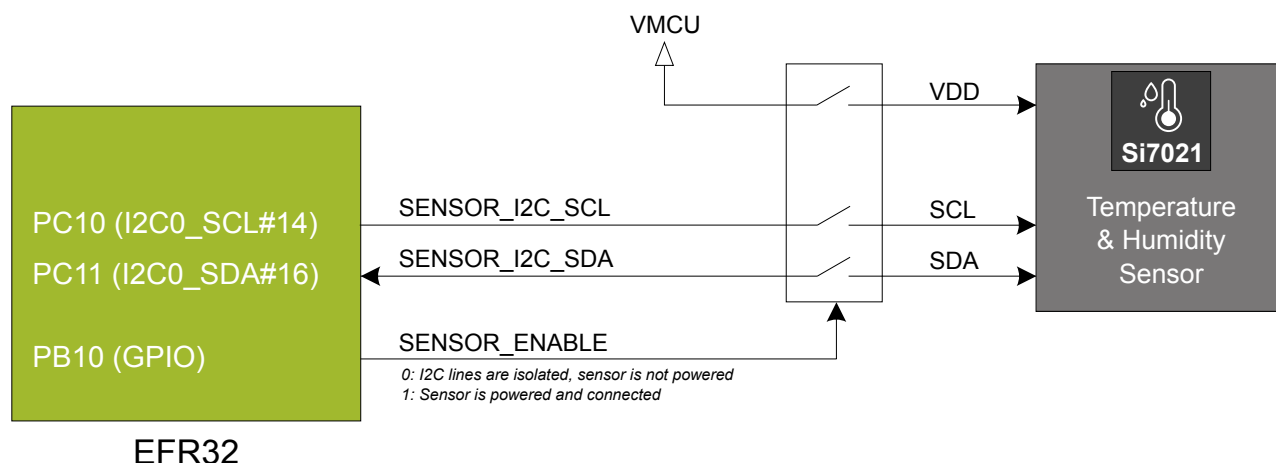 VMCU
VDD
Si7021
PC10 (I2C0_SCL#14)
SENSOR_I2C_SCL
SCL
Temperature
& Humidity
Sensor
PC11 (I2C0_SDA#16)
SENSOR_I2C_SDA
SDA
PB10 (GPIO)
SENSOR_ENABLE
0: I2C lines are isolated, sensor is not powered
1: Sensor is powered and connected
EFR32